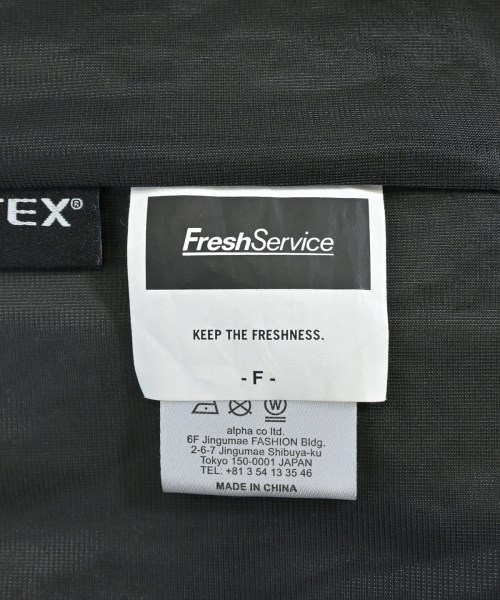 TEX®
FreshService
KEEP THE FRESHNESS.
- F -
W
alpha co ltd.
6F Jingumae FASHION Bldg.
2-6-7 Jingumae Shibuya-ku
Tokyo 150-0001 JAPAN
TEL: +81 3 54 13 35 46
MADE IN CHINA